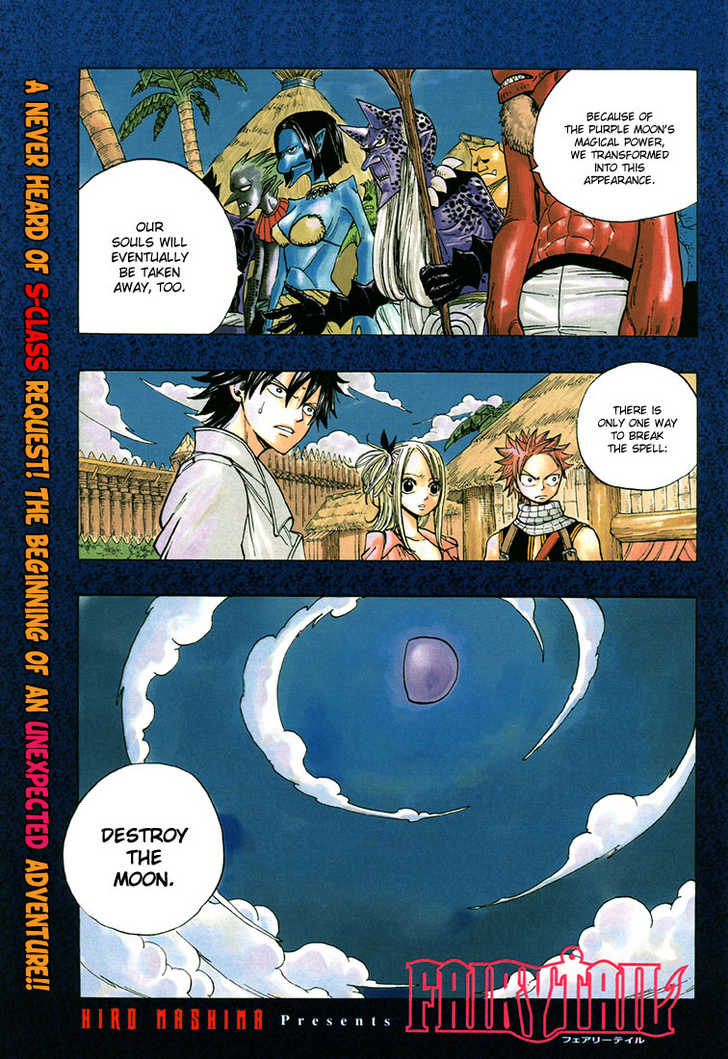 A NEVER HEARD OF S-CLASS REQUEST! THE BEGINNING OF AN UNEXPECTED ADVENTURE!!
BECAUSE OF
THE PURPLE MOON'S
MAGICAL POWER,
WE TRANSFORMED
INTO THIS
APPEARANCE.
OUR
SOULS WILL
EVENTUALLY
BE TAKEN
AWAY, TOO.
THERE IS
ONLY ONE WAY
TO BREAK
THE SPELL:
DESTROY
THE
MOON.
HIRO MASHIMA Presents
FAIRY TAIL
フェアリーテイル